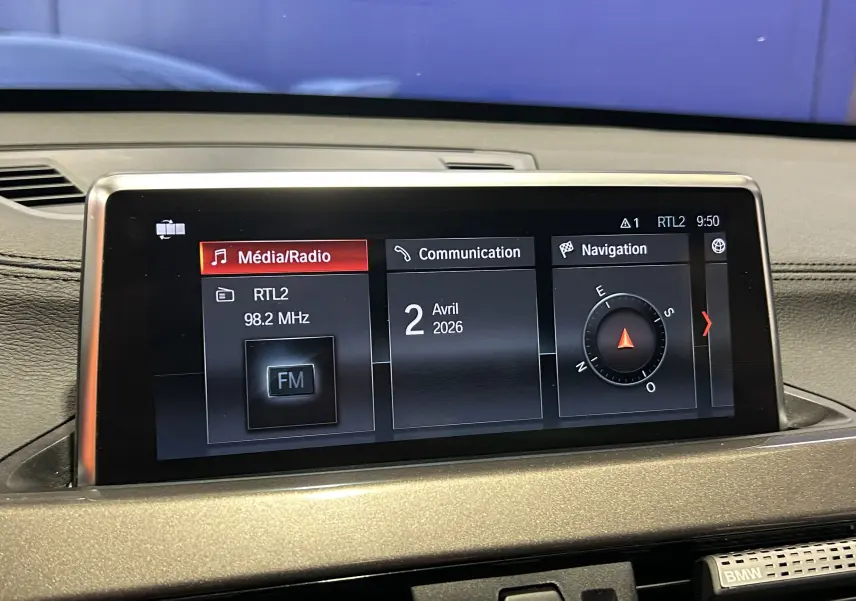 1 RTL2 9:50
Média/Radio
RTL2
98.2 MHz
FM
Communication
2
Avril
2026
Navigation
E
S
N
O
BMW